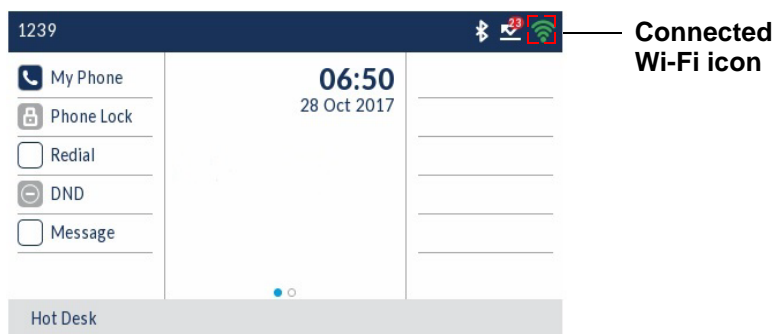 1239
23
Connected
Wi-Fi icon
My Phone
Phone Lock
Redial
DND
Message
06:50
28 Oct 2017
Hot Desk